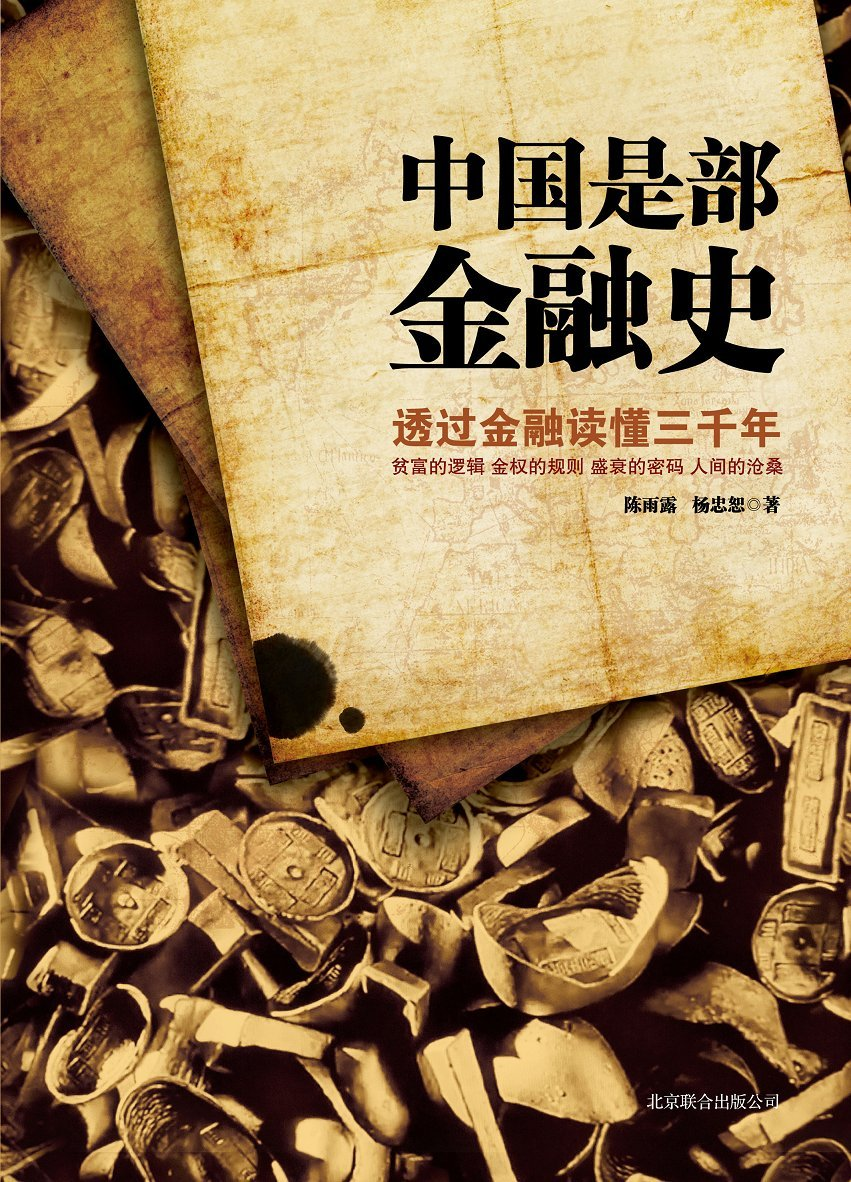 中国是部
金融史
透过金融读懂三千年
贫富的逻辑 金权的规则 盛衰的密码 人间的沧桑
陈雨露 杨忠恕◎著
北京联合出版公司